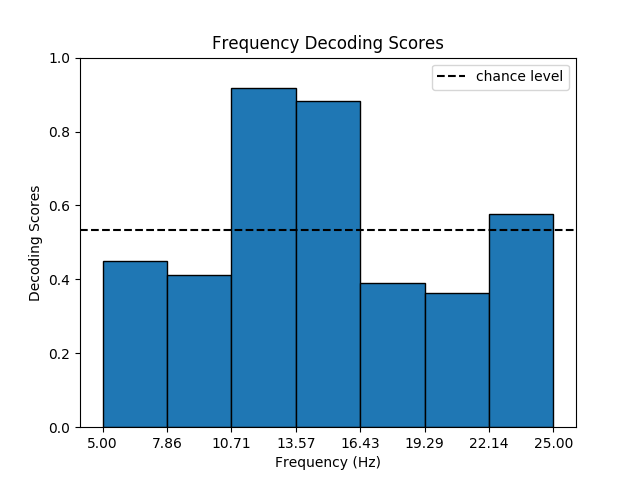 Frequency Decoding Scores
chance level
Decoding Scores
1.0
0.8
0.6
0.4
0.2
0.0
5.00 7.86 10.71 13.57 16.43 19.29 22.14 25.00
Frequency (Hz)